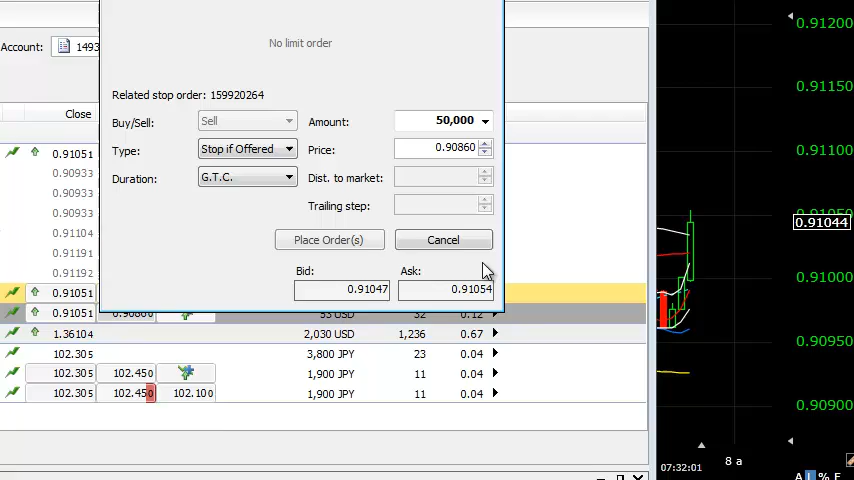 No limit order
Account: 1493
Related stop order: 159920264
Buy/Sell: Sell Amount: 50,000
Type: Stop if Offered Price: 0.90860
Duration: G.T.C. Dist. to market:
Trailing step:
Place Order(s) Cancel
Bid: Ask:
0.91047 0.91054
Close
0.91051
0.90933
0.90933
0.90933
0.91104
0.91191
0.91192
0.91051
0.91051 0.90860 53 USD 32 0.12
1.36104 2,030 USD 1,236 0.67
102.305 3,800 JPY 23 0.04
102.305 102.450 1,900 JPY 11 0.04
102.305 102.450 102.100 1,900 JPY 11 0.04
0.91200
0.91150
0.91100
0.91044
0.91000
0.90950
0.90900
07:32:01 8 a
A L % F